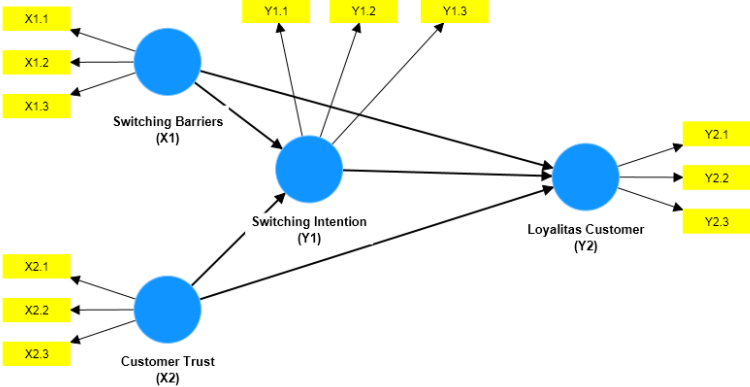 X1.1
X1.2
X1.3
Switching Barriers
(X1)
Y1.1
Y1.2
Y1.3
Switching Intention
(Y1)
Y2.1
Y2.2
Y2.3
Loyalitas Customer
(Y2)
X2.1
X2.2
X2.3
Customer Trust
(X2)